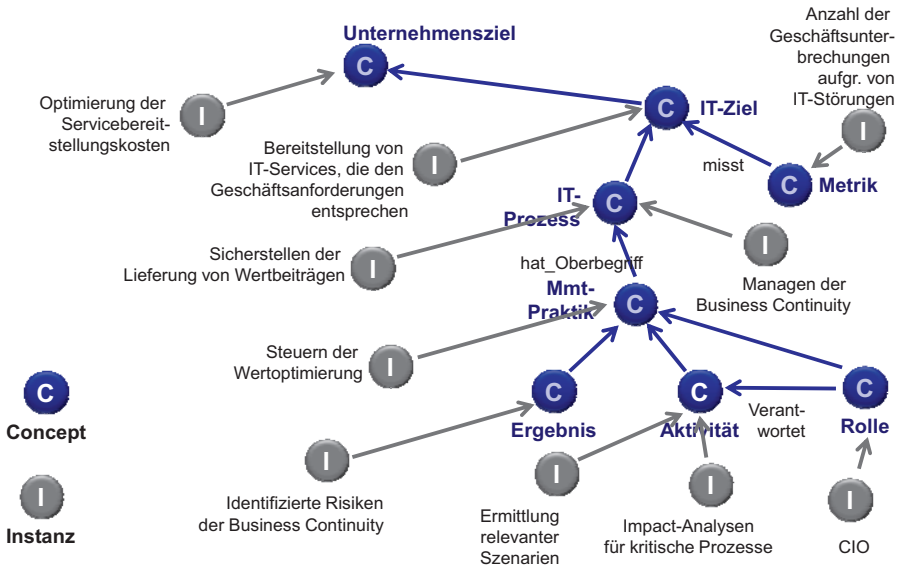 Unternehmensziel
Anzahl der
Geschäftsunter-
brechungen
aufgr. von
IT-Störungen
C
Optimierung der
Servicebereit-
stellungskosten
I
C
IT-Ziel
I
Bereitstellung von
IT-Services, die den
Geschäftsanforderungen
entsprechen
I
misst
C
Metrik
IT-
Prozess
C
Sicherstellen der
Lieferung von Wertbeiträgen
I
I
Managen der
Business Continuity
hat_Oberbegriff
Mmt-
Praktik
C
Steuern der
Wertoptimierung
I
C
Concept
C
Ergebnis
C
Aktivität
Verant-
wortet
C
Rolle
I
Instanz
I
Identifizierte Risiken
der Business Continuity
I
Ermittlung
relevanter
Szenarien
I
Impact-Analysen
für kritische Prozesse
I
CIO